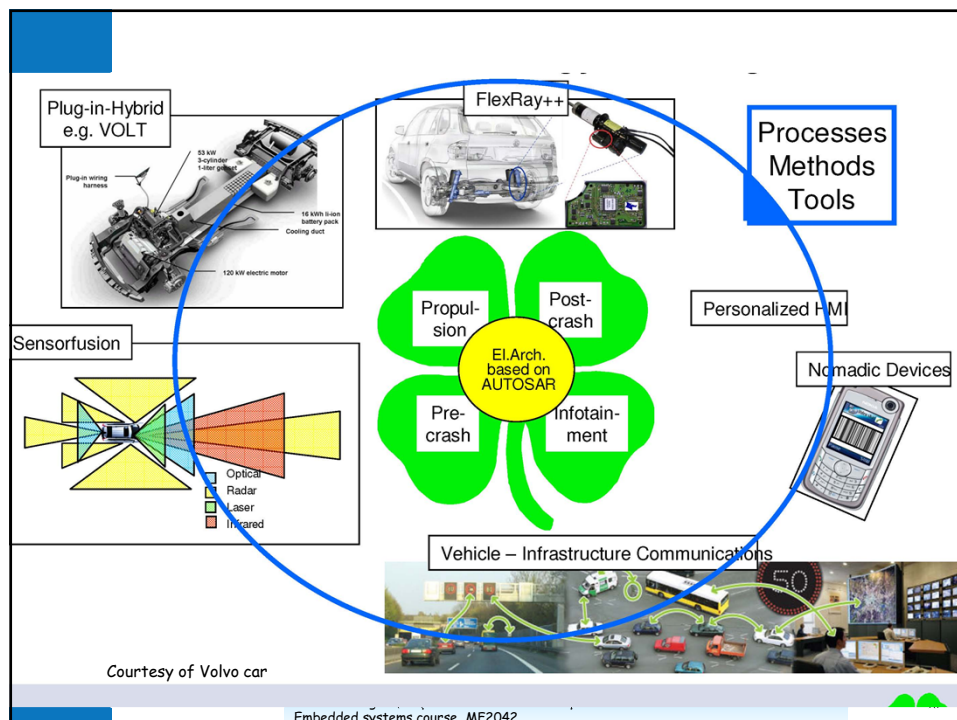 Plug-in-Hybrid
e.g. VOLT
53 kW
3-cylinder
1-liter genset
Plug-in wiring
harness
16 kWh li-ion
battery pack
Cooling duct
120 kW electric motor
FlexRay++
Processes
Methods
Tools
Propul-
sion
Post-
crash
El.Arch.
based on
AUTOSAR
Pre-
crash
Infotain-
ment
Personalized HMI
Nomadic Devices
Sensorfusion
Optical
Radar
Laser
Infrared
Vehicle – Infrastructure Communications
50
Courtesy of Volvo car
Embedded systems course, MF2042